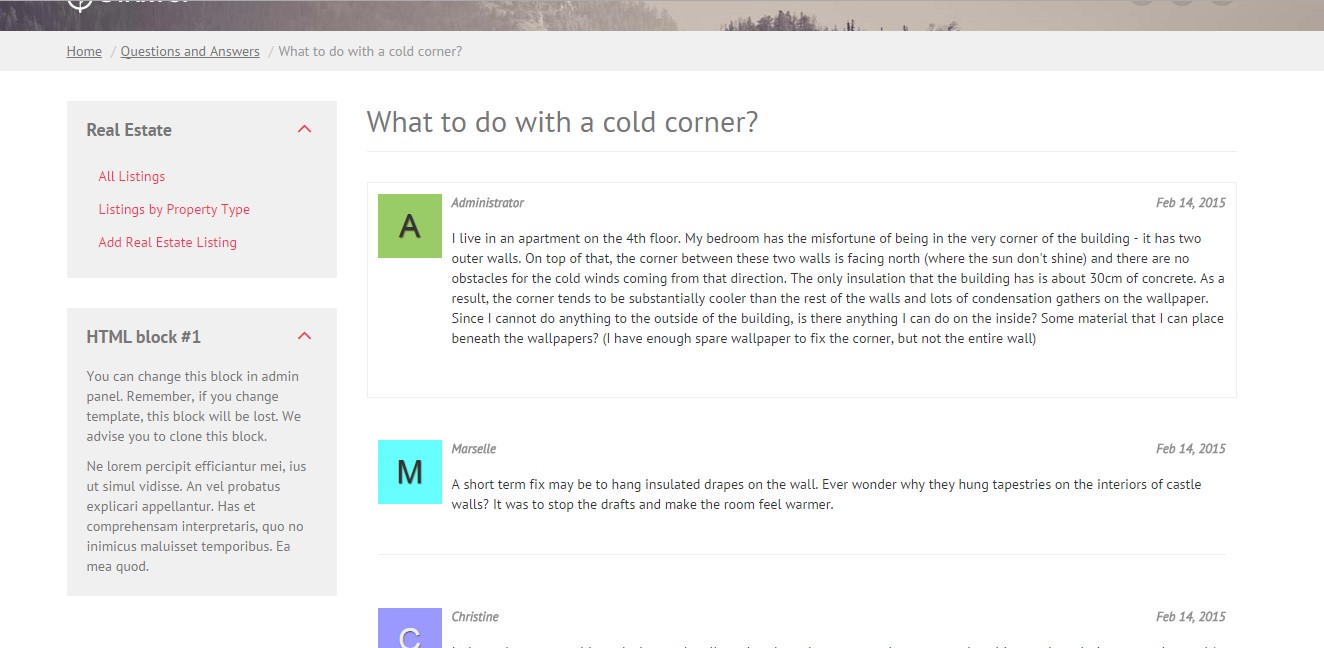 Home / Questions and Answers / What to do with a cold corner?
Real Estate
All Listings
Listings by Property Type
Add Real Estate Listing
HTML block #1
You can change this block in admin
panel. Remember, if you change
template, this block will be lost. We
advise you to clone this block.
Ne lorem percipit efficiantur mei, ius
ut simul vidisse. An vel probatus
explicari appellantur. Has et
comprehensam interpretaris, quo no
inimicus maluisset temporibus. Ea
mea quod.
What to do with a cold corner?
A
Administrator Feb 14, 2015
I live in an apartment on the 4th floor. My bedroom has the misfortune of being in the very corner of the building - it has two
outer walls. On top of that, the corner between these two walls is facing north (where the sun don't shine) and there are no
obstacles for the cold winds coming from that direction. The only insulation that the building has is about 30cm of concrete. As a
result, the corner tends to be substantially cooler than the rest of the walls and lots of condensation gathers on the wallpaper.
Since I cannot do anything to the outside of the building, is there anything I can do on the inside? Some material that I can place
beneath the wallpapers? (I have enough spare wallpaper to fix the corner, but not the entire wall)
M
Marselle Feb 14, 2015
A short term fix may be to hang insulated drapes on the wall. Ever wonder why they hung tapestries on the interiors of castle
walls? It was to stop the drafts and make the room feel warmer.
C
Christine Feb 14, 2015